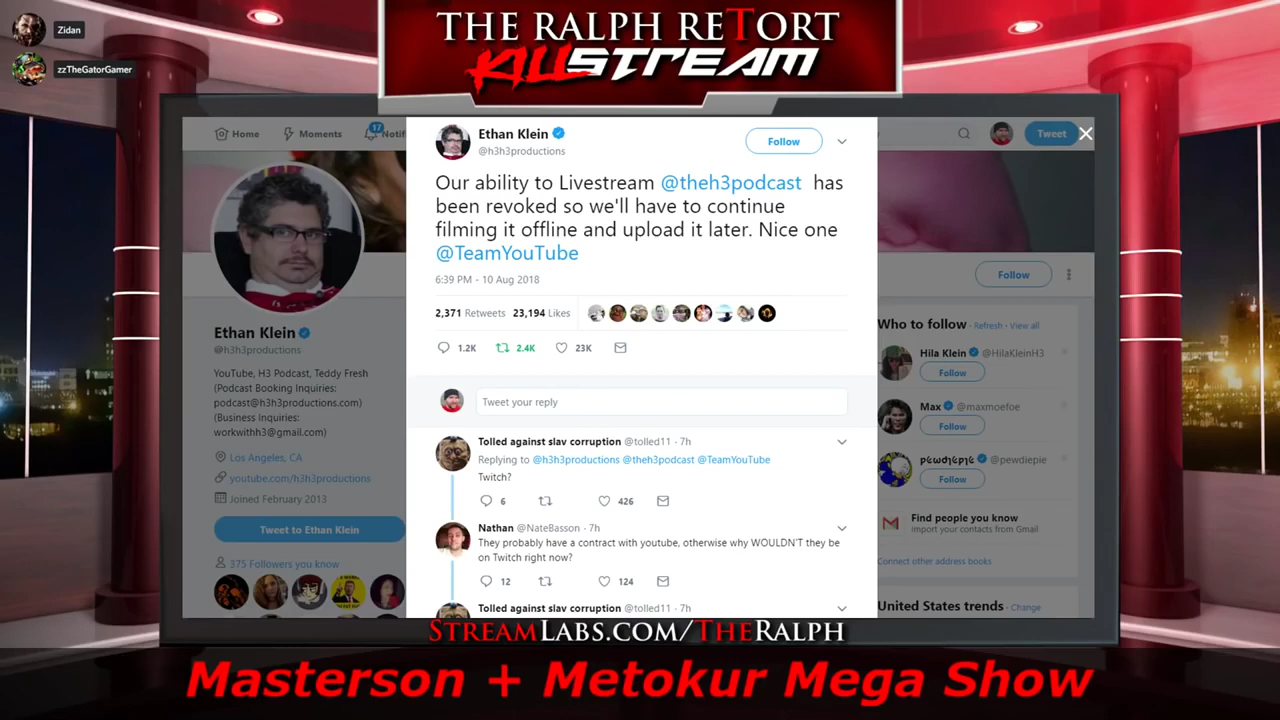 Zidan
zzTheGatorGamer
THE RALPH RETORT
KILLSTREAM
Home
Moments
17
Notif
Tweet
Ethan Klein
@h3h3productions
Follow
Our ability to Livestream @theh3podcast has
been revoked so we'll have to continue
filming it offline and upload it later. Nice one
@TeamYouTube
6:39 PM - 10 Aug 2018
2,371 Retweets 23,194 Likes
1.2K 2.4K 23K
Tweet your reply
Tolled against slav corruption @tolled11 · 7h
Replying to @h3h3productions @theh3podcast @TeamYouTube
Twitch?
6 426
Nathan @NateBasson · 7h
They probably have a contract with youtube, otherwise why WOULDN'T they be
on Twitch right now?
12 124
Tolled against slav corruption @tolled11 · 7h
Ethan Klein
@h3h3productions
YouTube, H3 Podcast, Teddy Fresh
(Podcast Booking Inquiries:
podcast@h3h3productions.com)
(Business Inquiries:
workwithh3@gmail.com)
Los Angeles, CA
youtube.com/h3h3productions
Joined February 2013
Tweet to Ethan Klein
375 Followers you know
Follow
Who to follow · Refresh · View all
Hila Klein @HilaKleinH3
Follow
Max @maxmoefoe
Follow
@pewdiepie
Follow
Find people you know
Import your contacts from Gmail
Connect other address books
United States trends · Change
STREAMLABS.COM/THERALPH
Masterson + Metokur Mega Show